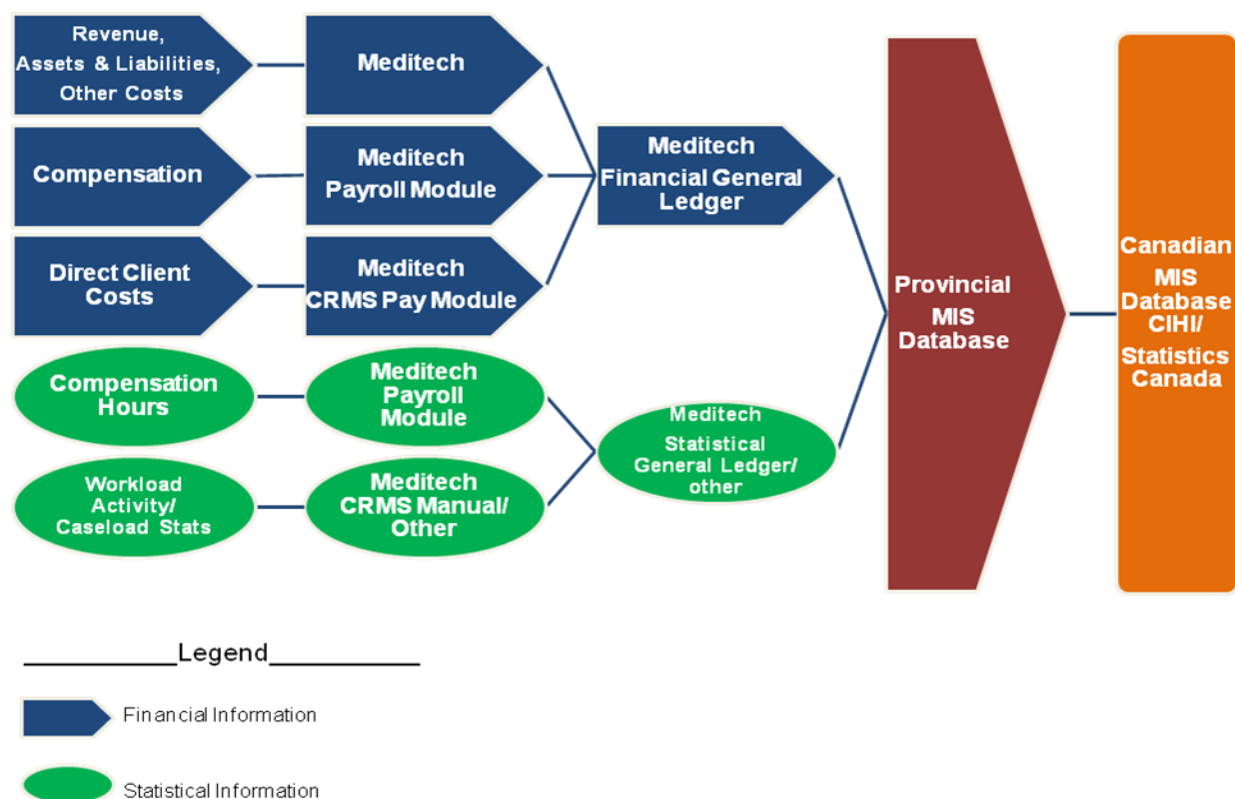 Revenue,
Assets & Liabilities,
Other Costs
Meditech
Compensation
Meditech
Payroll Module
Direct Client
Costs
Meditech
CRMS Pay Module
Meditech
Financial General
Ledger
Compensation
Hours
Meditech
Payroll
Module
Workload
Activity/
Caseload Stats
Meditech
CRMS Manual/
Other
Meditech
Statistical
General Ledger/
other
Provincial
MIS
Database
Canadian
MIS
Database
CIHI/
Statistics
Canada
Legend
Financial Information
Statistical Information